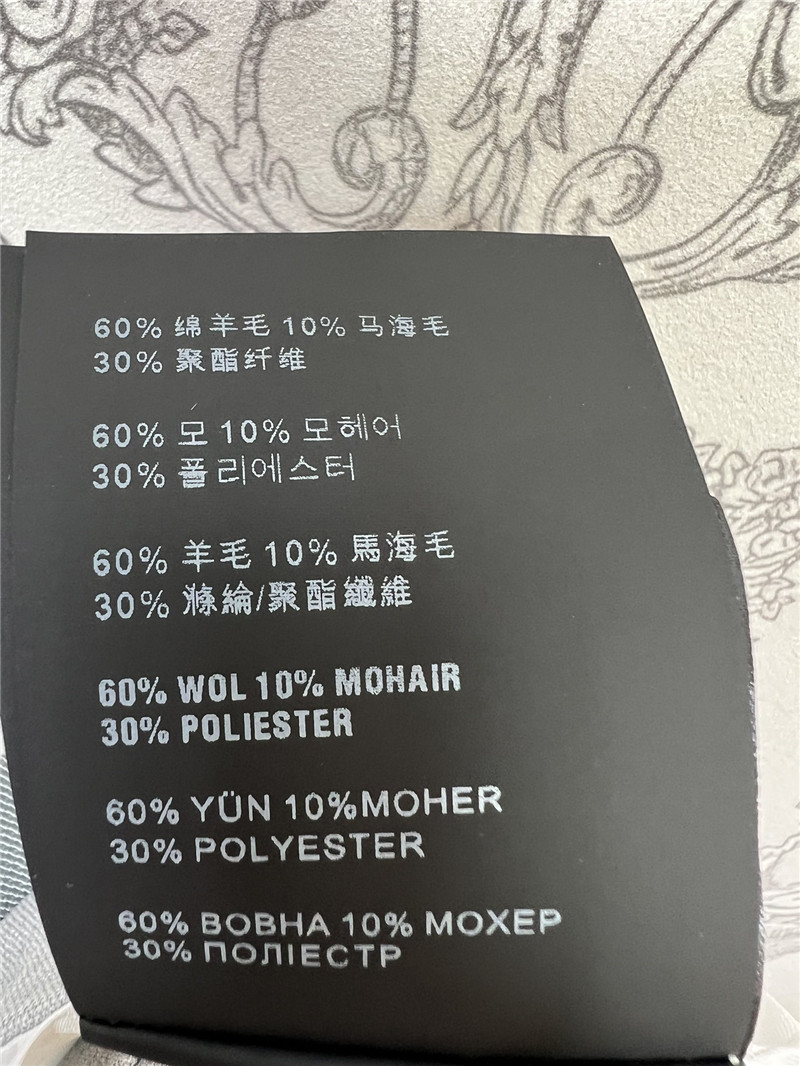 60% 绵羊毛 10% 马海毛
30% 聚酯纤维
60% 모 10% 모헤어
30% 폴리에스터
60% 羊毛 10% 馬海毛
30% 滌綸/聚酯纖維
60% WOL 10% MOHAIR
30% POLIESTER
60% YÜN 10%MOHER
30% POLYESTER
60% ВОВНА 10% МОХЕР
30% ПОЛІЕСТР